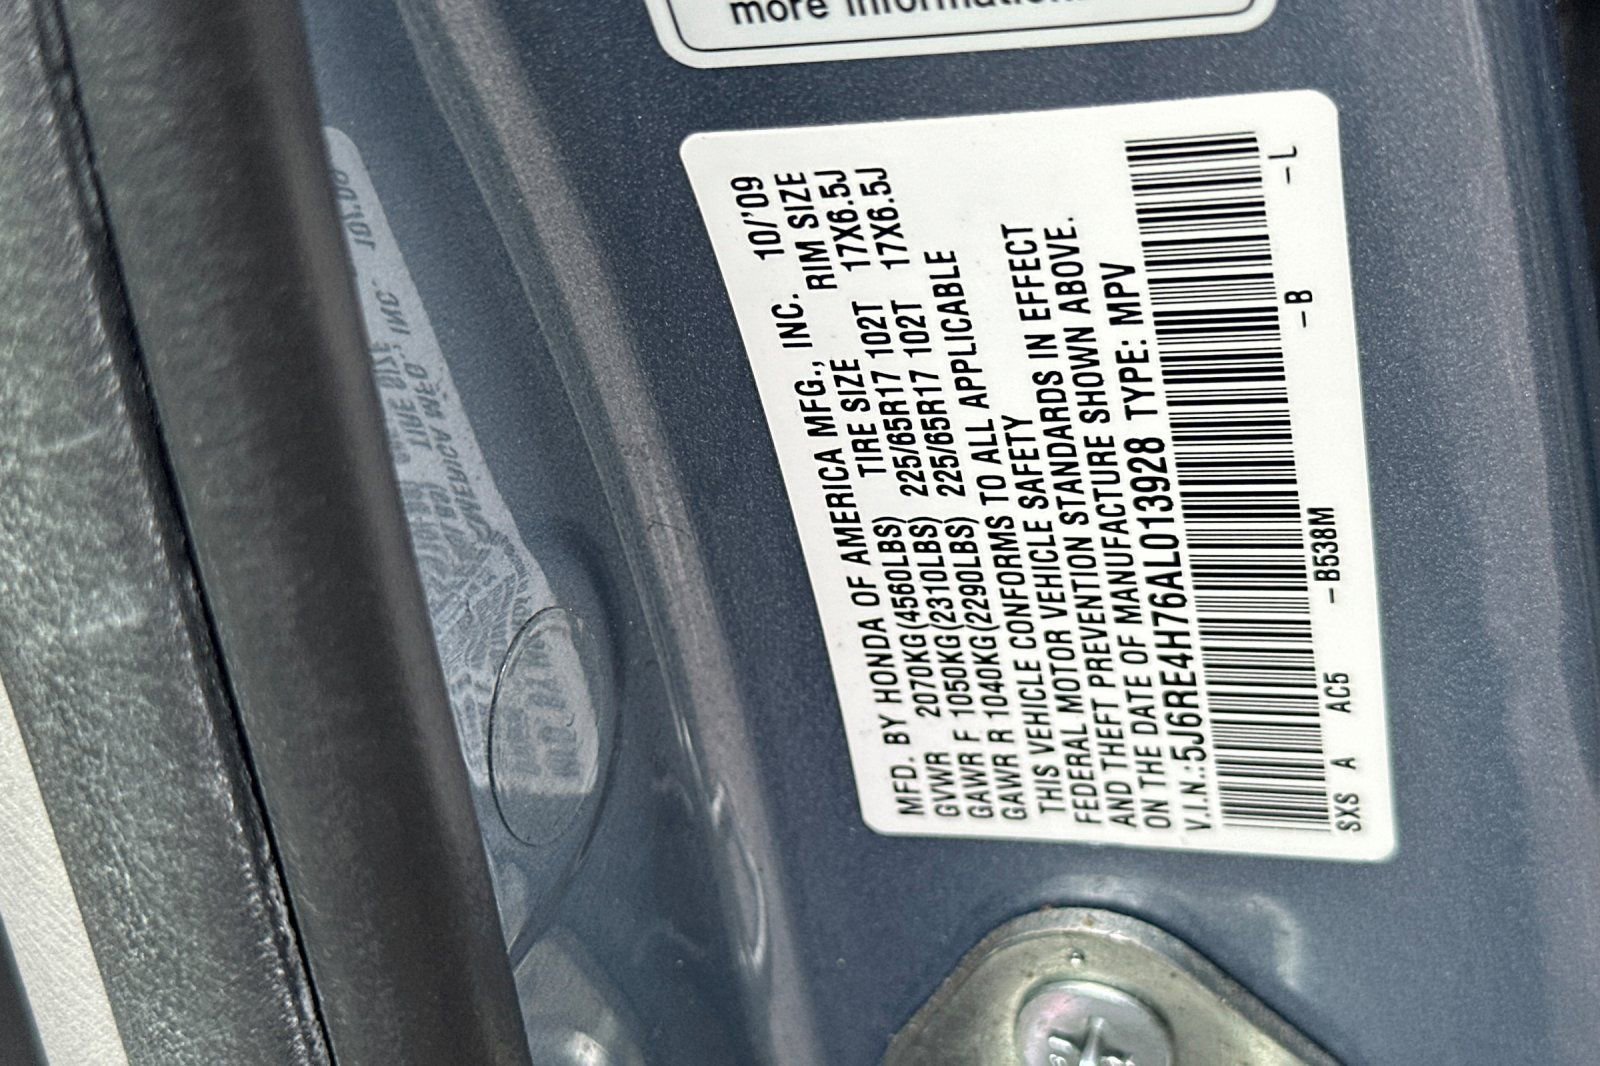 more information.
MFD. BY HONDA OF AMERICA MFG., INC. 10/'09
GVWR 2070KG(4560LBS) TIRE SIZE RIM SIZE
GAWR F 1050KG(2310LBS) 225/65R17 102T 17X6.5J
GAWR R 1040KG(2290LBS) 225/65R17 102T 17X6.5J
THIS VEHICLE CONFORMS TO ALL APPLICABLE
FEDERAL MOTOR VEHICLE SAFETY
AND THEFT PREVENTION STANDARDS IN EFFECT
ON THE DATE OF MANUFACTURE SHOWN ABOVE.
V.I.N.:5J6RE4H76AL013928 TYPE: MPV
SXS A AC5 -B538M -B -L